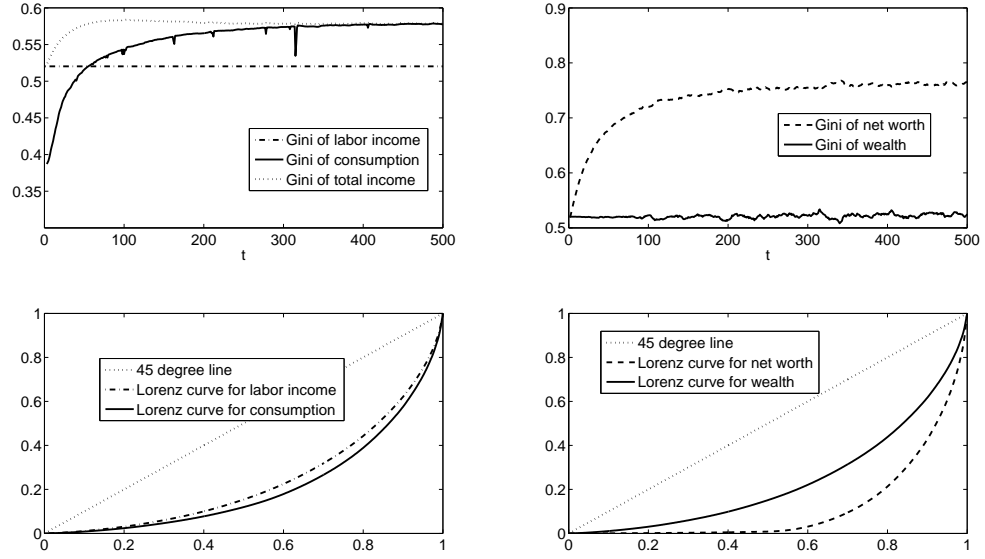 0.6
0.55
0.5
0.45
0.4
0.35
Gini of labor income
Gini of consumption
Gini of total income
0 100 200 300 400 500
t
0.9
0.8
0.7
0.6
0.5
Gini of net worth
Gini of wealth
0 100 200 300 400 500
t
1
0.8
0.6
0.4
0.2
0
45 degree line
Lorenz curve for labor income
Lorenz curve for consumption
0 0.2 0.4 0.6 0.8 1
1
0.8
0.6
0.4
0.2
0
45 degree line
Lorenz curve for net worth
Lorenz curve for wealth
0 0.2 0.4 0.6 0.8 1